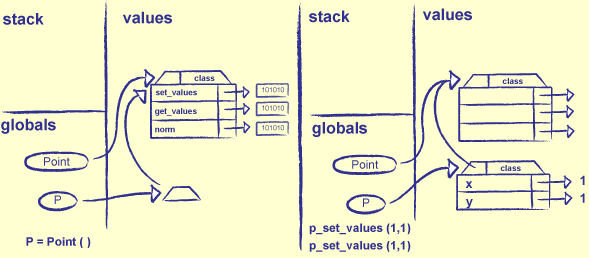 stack
values
class
set_values
101010
get_values
101010
norm
101010
globals
Point
P
P = Point ( )
stack
values
class
globals
Point
class
P
x
1
y
1
p_set_values (1,1)
p_set_values (1,1)